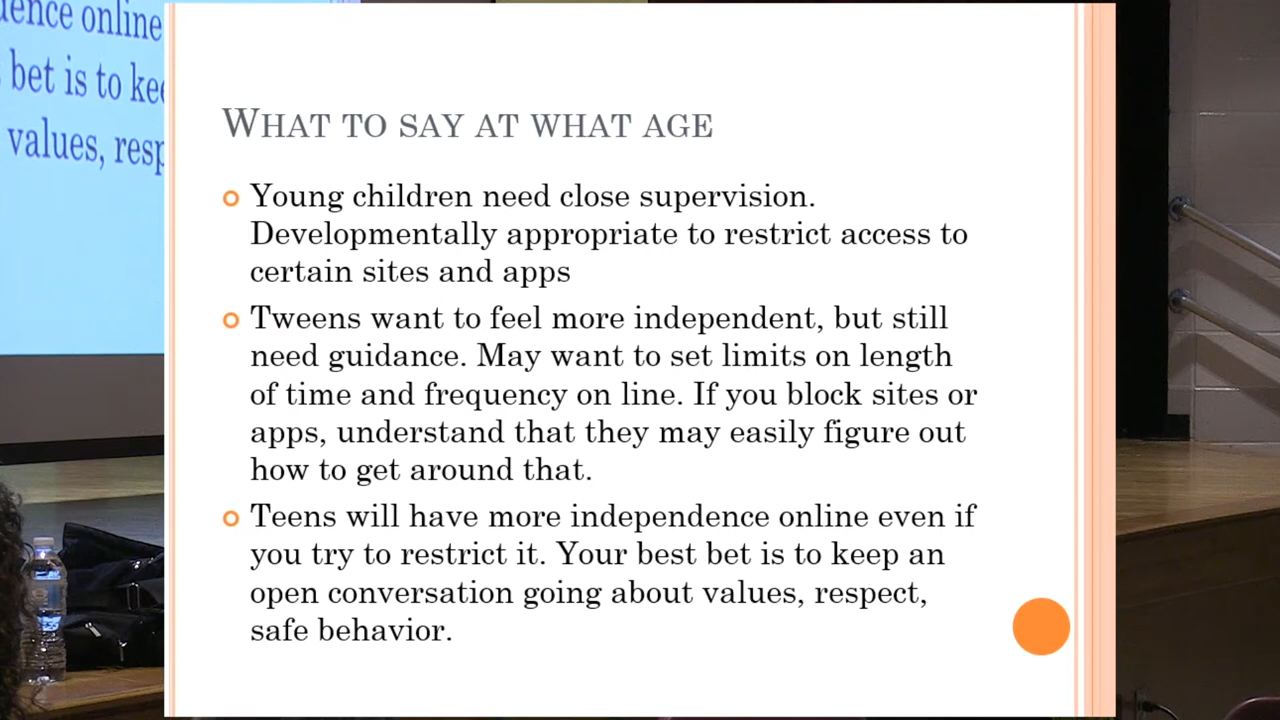 online
bet is to
values,
WHAT TO SAY AT WHAT AGE
Young children need close supervision.
Developmentally appropriate to restrict access to
certain sites and apps
Tweens want to feel more independent, but still
need guidance. May want to set limits on length
of time and frequency on line. If you block sites or
apps, understand that they may easily figure out
how to get around that.
Teens will have more independence online even if
you try to restrict it. Your best bet is to keep an
open conversation going about values, respect,
safe behavior.